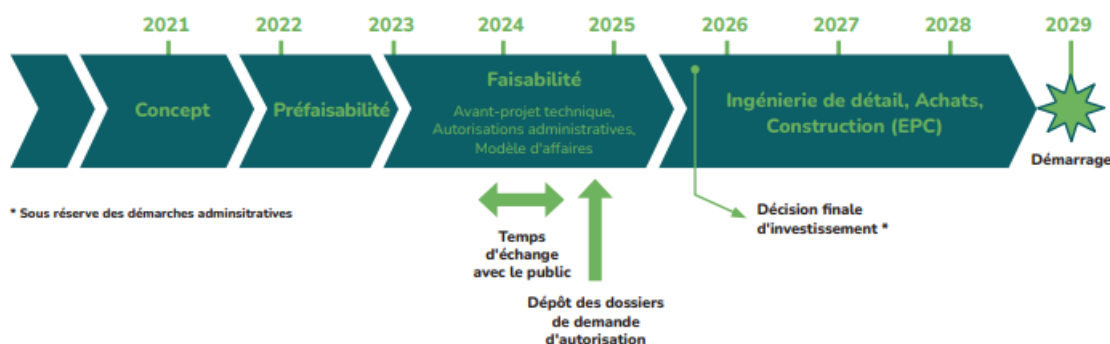 2021 2022 2023 2024 2025 2026 2027 2028 2029
Concept
Préfaisabilité
Faisabilité
Avant-projet technique,
Autorisations administratives,
Modèle d'affaires
Ingénierie de détail, Achats,
Construction (EPC)
Démarrage
* Sous réserve des démarches adminsitratives
Temps
d'échange
avec le public
Dépôt des dossiers
de demande
d'autorisation
Décision finale
d'investissement *